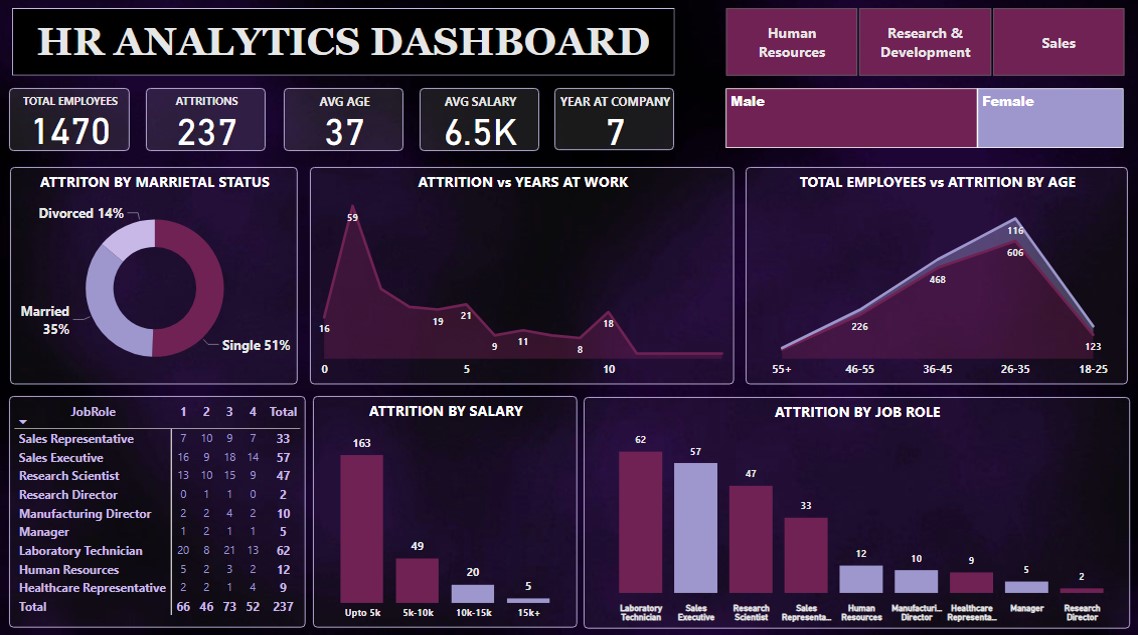 HR ANALYTICS DASHBOARD
Human
Resources
Research &
Development
Sales
TOTAL EMPLOYEES
1470
ATTRITIONS
237
AVG AGE
37
AVG SALARY
6.5K
YEAR AT COMPANY
7
Male
Female
ATTRITON BY MARRIETAL STATUS
Divorced 14%
Married
35%
Single 51%
ATTRITION vs YEARS AT WORK
59
16
19
21
9
11
8
18
0
5
10
TOTAL EMPLOYEES vs ATTRITION BY AGE
116
606
468
226
123
55+
46-55
36-45
26-35
18-25
JobRole 1 2 3 4 Total
Sales Representative 7 10 9 7 33
Sales Executive 16 9 18 14 57
Research Scientist 13 10 15 9 47
Research Director 0 1 1 0 2
Manufacturing Director 2 2 4 2 10
Manager 1 2 1 1 5
Laboratory Technician 20 8 21 13 62
Human Resources 5 2 3 2 12
Healthcare Representative 2 2 1 4 9
Total 66 46 73 52 237
ATTRITION BY SALARY
163
49
20
5
Upto 5k
5k-10k
10k-15k
15k+
ATTRITION BY JOB ROLE
62
57
47
33
12
10
9
5
2
Laboratory
Technician
Sales
Executive
Research
Scientist
Sales
Representa...
Human
Resources
Manufacturi...
Director
Healthcare
Representa...
Manager
Research
Director